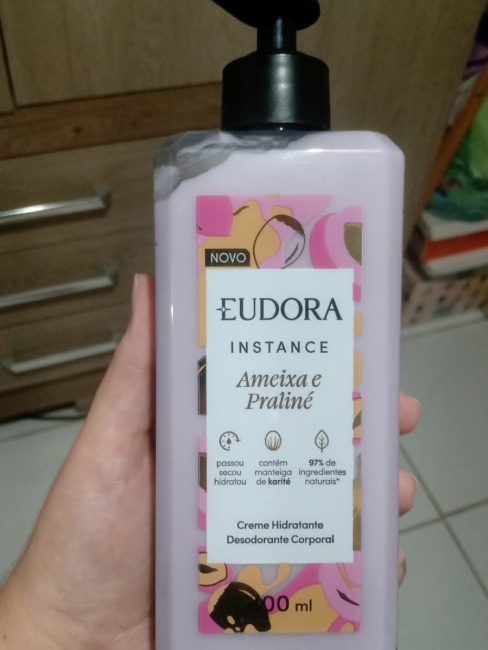 NOVO
EUDORA
INSTANCE
Ameixa e
Praliné
passou
secou
hidratou
contém
manteiga
de karité
97% de
ingredientes
naturais*
Creme Hidratante
Desodorante Corporal
ml